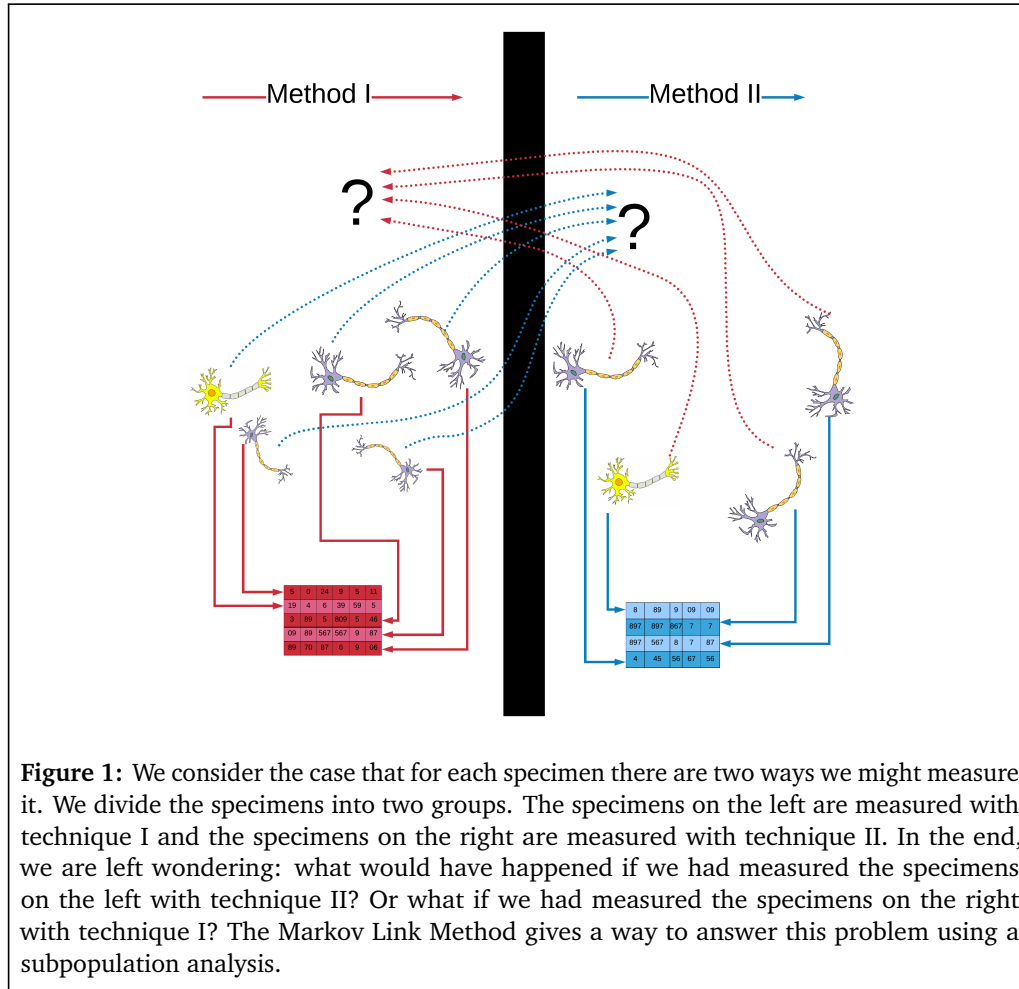 Method I
Method II
?
?
5 0 24 9 5 11
19 4 6 39 59 5
3 89 5 809 5 46
09 89 567 567 9 87
89 70 87 6 9 06
8 89 9 09 09
897 897 867 7 7
897 567 8 7 87
4 45 56 67 56
Figure 1: We consider the case that for each specimen there are two ways we might measure
it. We divide the specimens into two groups. The specimens on the left are measured with
technique I and the specimens on the right are measured with technique II. In the end,
we are left wondering: what would have happened if we had measured the specimens
on the left with technique II? Or what if we had measured the specimens on the right
with technique I? The Markov Link Method gives a way to answer this problem using a
subpopulation analysis.